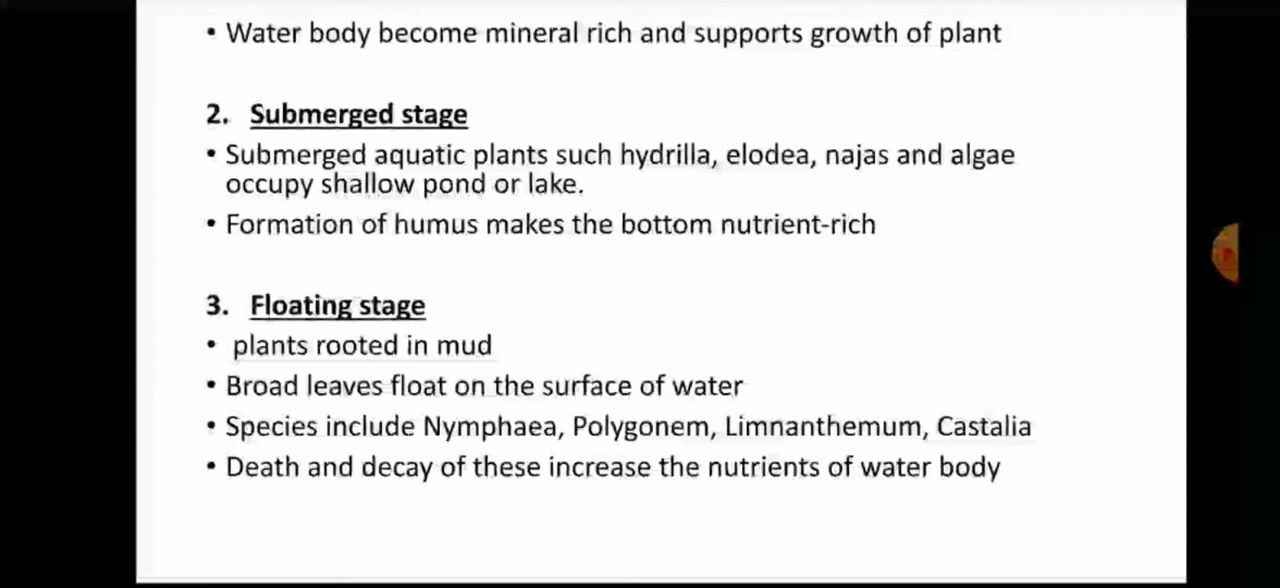 • Water body become mineral rich and supports growth of plant
2. Submerged stage
• Submerged aquatic plants such hydrilla, elodea, najas and algae
occupy shallow pond or lake.
• Formation of humus makes the bottom nutrient-rich
3. Floating stage
• plants rooted in mud
• Broad leaves float on the surface of water
• Species include Nymphaea, Polygonem, Limnanthemum, Castalia
• Death and decay of these increase the nutrients of water body